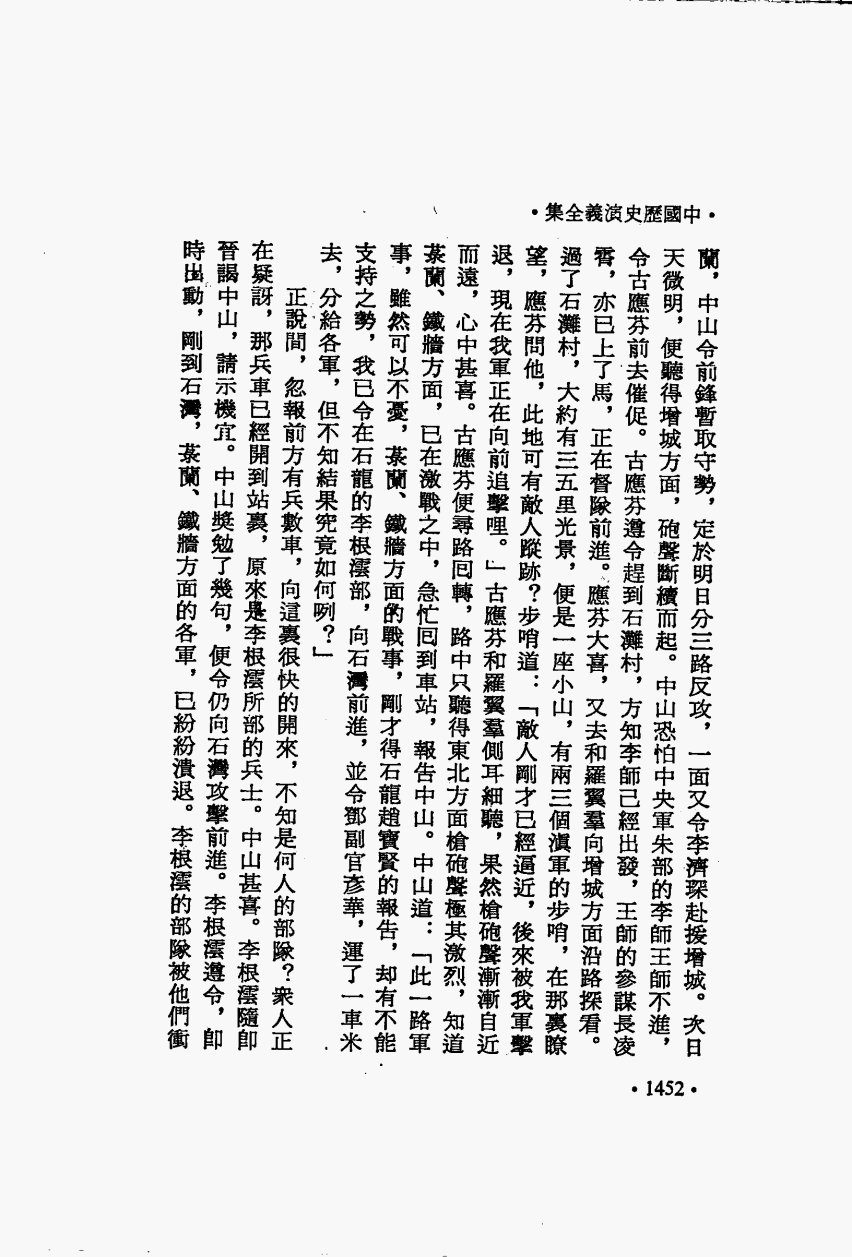 •中國歷史演義全集•
蘭，中山令前鋒暫取守勢，定於明日分三路反攻，一面又令李濟琛赴援增城。次日
天微明，便聽得增城方面，砲聲斷續而起。中山恐怕中央軍朱部的李師王師不進，
令古應芬前去催促。古應芬遵令趕到石灘村，方知李師已經出發，王師的參謀長凌
霄，亦已上了馬，正在督隊前進。應芬大喜，又去和羅翼羣向增城方面沿路探看。
過了石灘村，大約有三五里光景，便是一座小山，有兩三個滇軍的步哨，在那裏瞭
望，應芬問他，此地可有敵人蹤跡？步哨道：「敵人剛才已經逼近，後來被我軍擊
退，現在我軍正在向前追擊哩。」古應芬和羅翼羣側耳細聽，果然槍砲聲漸漸自近
而遠，心中甚喜。古應芬便尋路回轉，路中只聽得東北方面槍砲聲極其激烈，知道
菉蘭、鐵牆方面，已在激戰之中，急忙回到車站，報告中山。中山道：「此一路軍
事，雖然可以不憂，菉蘭、鐵牆方面的戰事，剛才得石龍趙寶賢的報告，却有不能
支持之勢，我已令在石龍的李根澐部，向石灣前進，並令鄧副官彥華，運了一車米
去，分給各軍，但不知結果究竟如何咧？」
正說間，忽報前方有兵數車，向這裏很快的開來，不知是何人的部隊？衆人正
在疑訝，那兵車已經開到站裏，原來是李根澐所部的兵士。中山甚喜。李根澐隨卽
晉謁中山，請示機宜。中山獎勉了幾句，便令仍向石灣攻擊前進。李根澐遵令，卽
時出動，剛到石灣，菉蘭、鐵牆方面的各軍，已紛紛潰退。李根澐的部隊被他們衝
•1452•